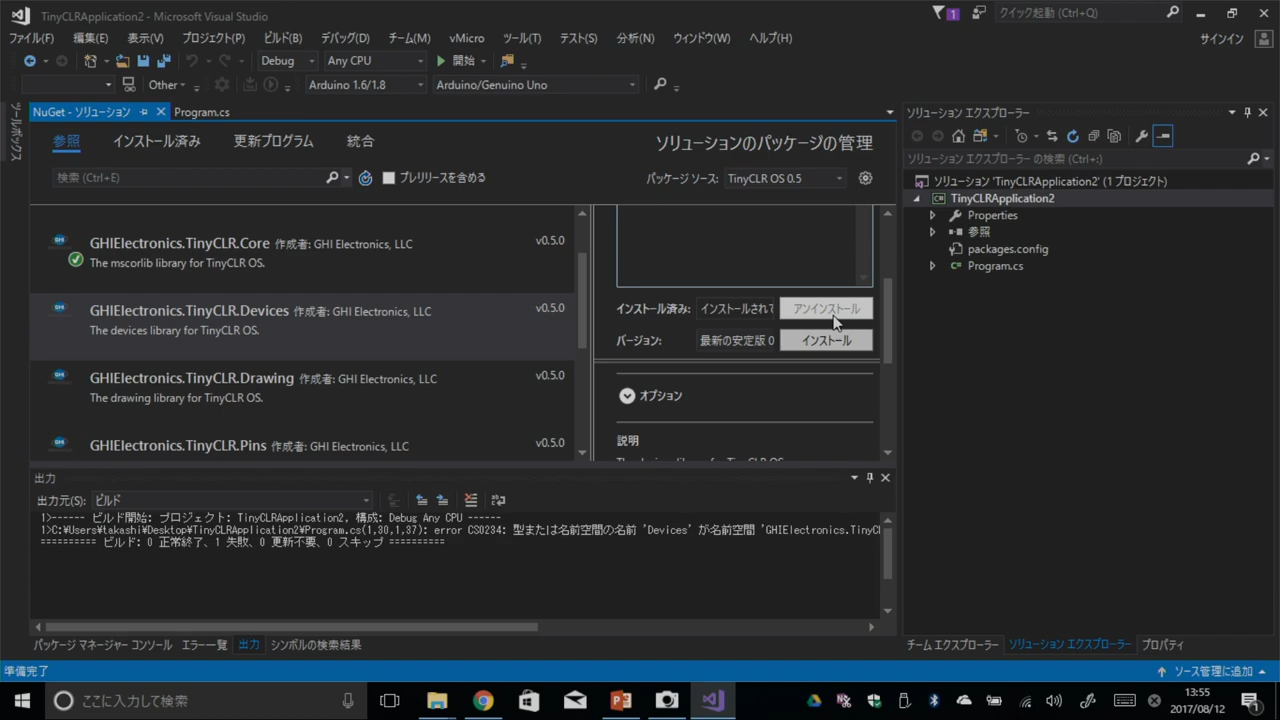 TinyCLRApplication2 - Microsoft Visual Studio
1
クイック起動 (Ctrl+Q)
ファイル(F) 編集(E) 表示(V) プロジェクト(P) ビルド(B) デバッグ(D) チーム(M) vMicro ツール(T) テスト(S) 分析(N) ウィンドウ(W) ヘルプ(H)
サインイン
Debug Any CPU 開始
Other Arduino 1.6/1.8 Arduino/Genuino Uno
ツールボックス
NuGet - ソリューション Program.cs
参照 インストール済み 更新プログラム 統合
ソリューションのパッケージの管理
検索 (Ctrl+E) プレリリースを含める
パッケージ ソース: TinyCLR OS 0.5
GHIElectronics.TinyCLR.Core 作成者: GHI Electronics, LLC v0.5.0
The mscorlib library for TinyCLR OS.
GHIElectronics.TinyCLR.Devices 作成者: GHI Electronics, LLC v0.5.0
The devices library for TinyCLR OS.
GHIElectronics.TinyCLR.Drawing 作成者: GHI Electronics, LLC v0.5.0
The drawing library for TinyCLR OS.
GHIElectronics.TinyCLR.Pins 作成者: GHI Electronics, LLC v0.5.0
インストール済み: インストールされて アンインストール
バージョン: 最新の安定版 0 インストール
オプション
説明
出力
出力元(S): ビルド
1>------ ビルド開始: プロジェクト: TinyCLRApplication2, 構成: Debug Any CPU ------
1>C:¥Users¥takashi¥Desktop¥TinyCLRApplication2¥Program.cs(1,30,1,37): error CS0234: 型または名前空間の名前 'Devices' が名前空間 'GHIElectronics.TinyCL
========== ビルド: 0 正常終了、1 失敗、0 更新不要、0 スキップ ==========
パッケージ マネージャー コンソール エラー一覧 出力 シンボルの検索結果
ソリューション エクスプローラー
ソリューション エクスプローラー の検索 (Ctrl+:)
ソリューション 'TinyCLRApplication2' (1 プロジェクト)
TinyCLRApplication2
Properties
参照
packages.config
Program.cs
チーム エクスプローラー ソリューション エクスプローラー プロパティ
準備完了
ソース管理に追加
ここに入力して検索
13:55
2017/08/12
1